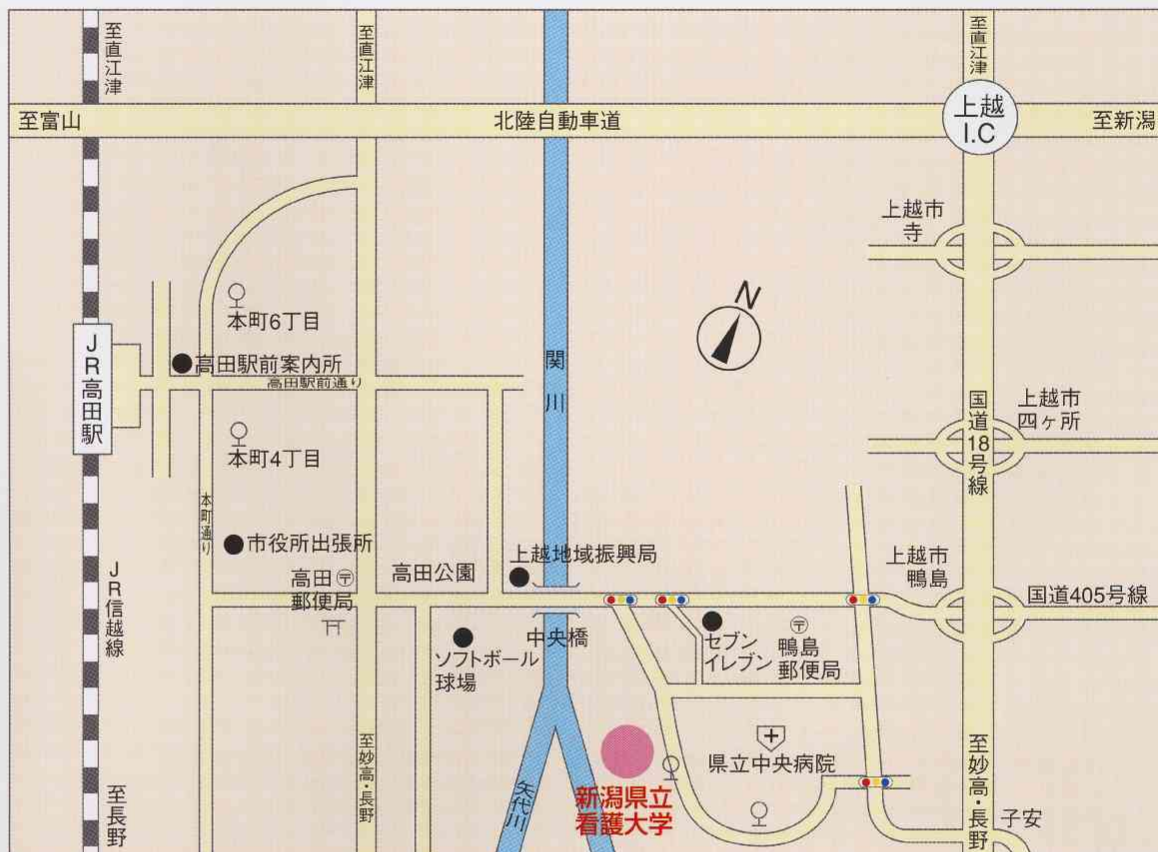 至直江津
至直江津
至直江津
至富山
北陸自動車道
上越
I.C
至新潟
上越市
寺
N
本町6丁目
JR高田駅
高田駅前案内所
高田駅前通り
関川
国道18号線
上越市
四ヶ所
本町4丁目
本町通り
市役所出張所
高田〒
郵便局
高田公園
上越地域振興局
上越市
鴨島
国道405号線
JR信越線
中央橋
ソフトボール
球場
セブン
イレブン
〒
鴨島
郵便局
至妙高・長野
県立中央病院
至妙高・長野
至長野
矢代川
新潟県立
看護大学
子安